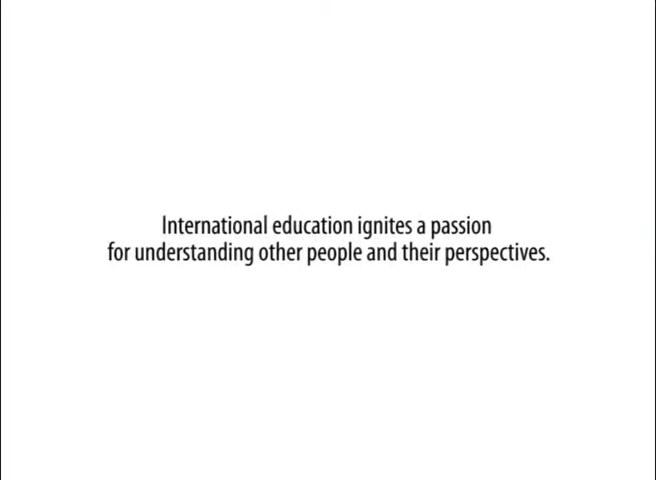 International education ignites a passion
for understanding other people and their perspectives.